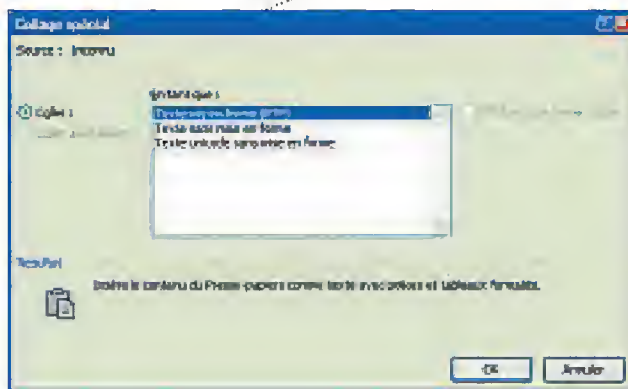 Collage spécial
Source : Inconnu
En tant que :
Coller :
Texte mis en forme (RTF)
Texte sans mise en forme
Texte unicode sans mise en forme
Résultat
Insère le contenu du Presse-papiers comme texte avec polices et tableaux formatés.
OK
Annuler